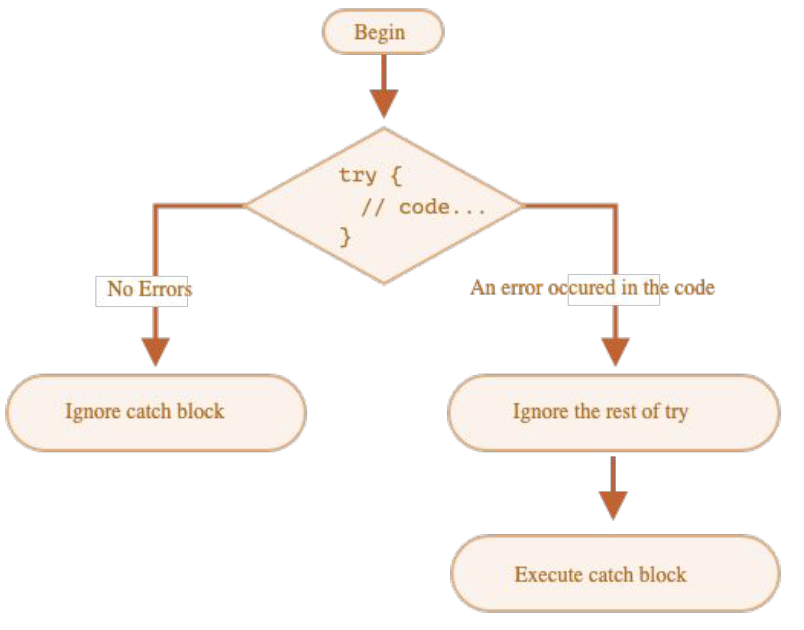 Begin
try {
// code...
}
No Errors
An error occured in the code
Ignore catch block
Ignore the rest of try
Execute catch block